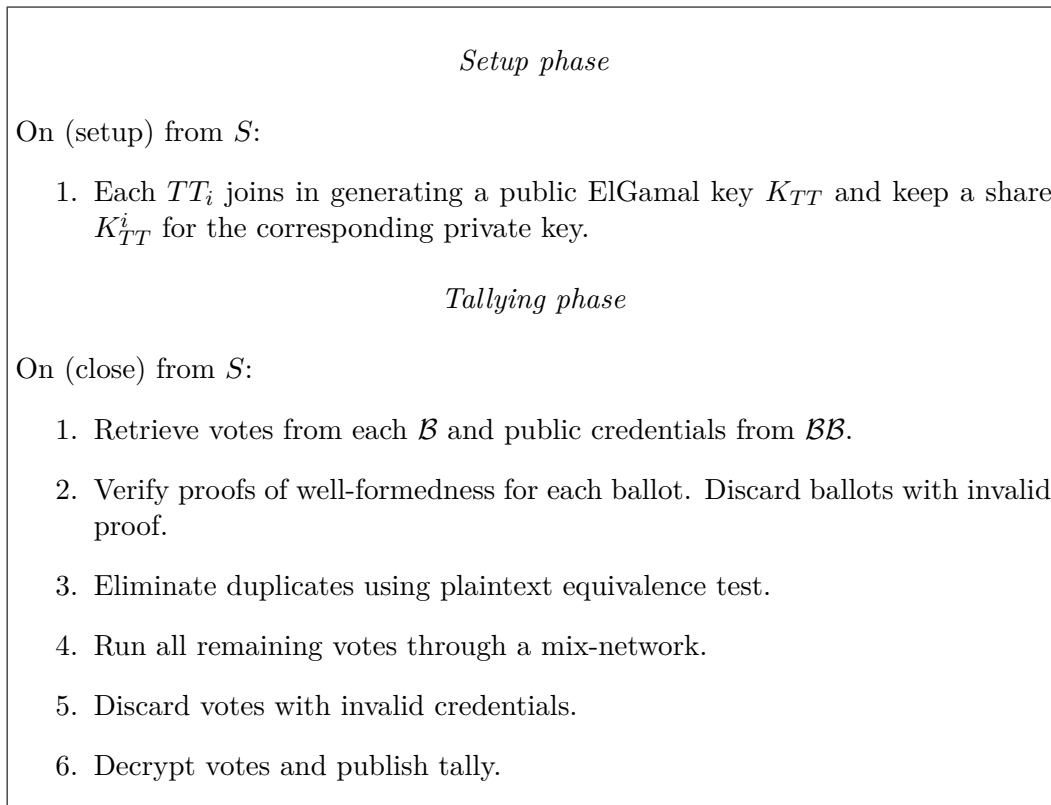 Setup phase
On (setup) from S:
1. Each TT_i joins in generating a public ElGamal key K_{TT} and keep a share
K^i_{TT} for the corresponding private key.
Tallying phase
On (close) from S:
1. Retrieve votes from each ℬ and public credentials from ℬℬ.
2. Verify proofs of well-formedness for each ballot. Discard ballots with invalid
proof.
3. Eliminate duplicates using plaintext equivalence test.
4. Run all remaining votes through a mix-network.
5. Discard votes with invalid credentials.
6. Decrypt votes and publish tally.